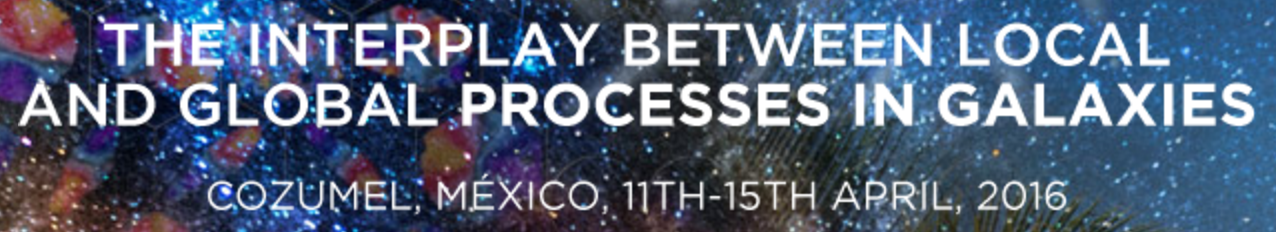 THE INTERPLAY BETWEEN LOCAL
AND GLOBAL PROCESSES IN GALAXIES
COZUMEL, MÉXICO, 11TH-15TH APRIL, 2016